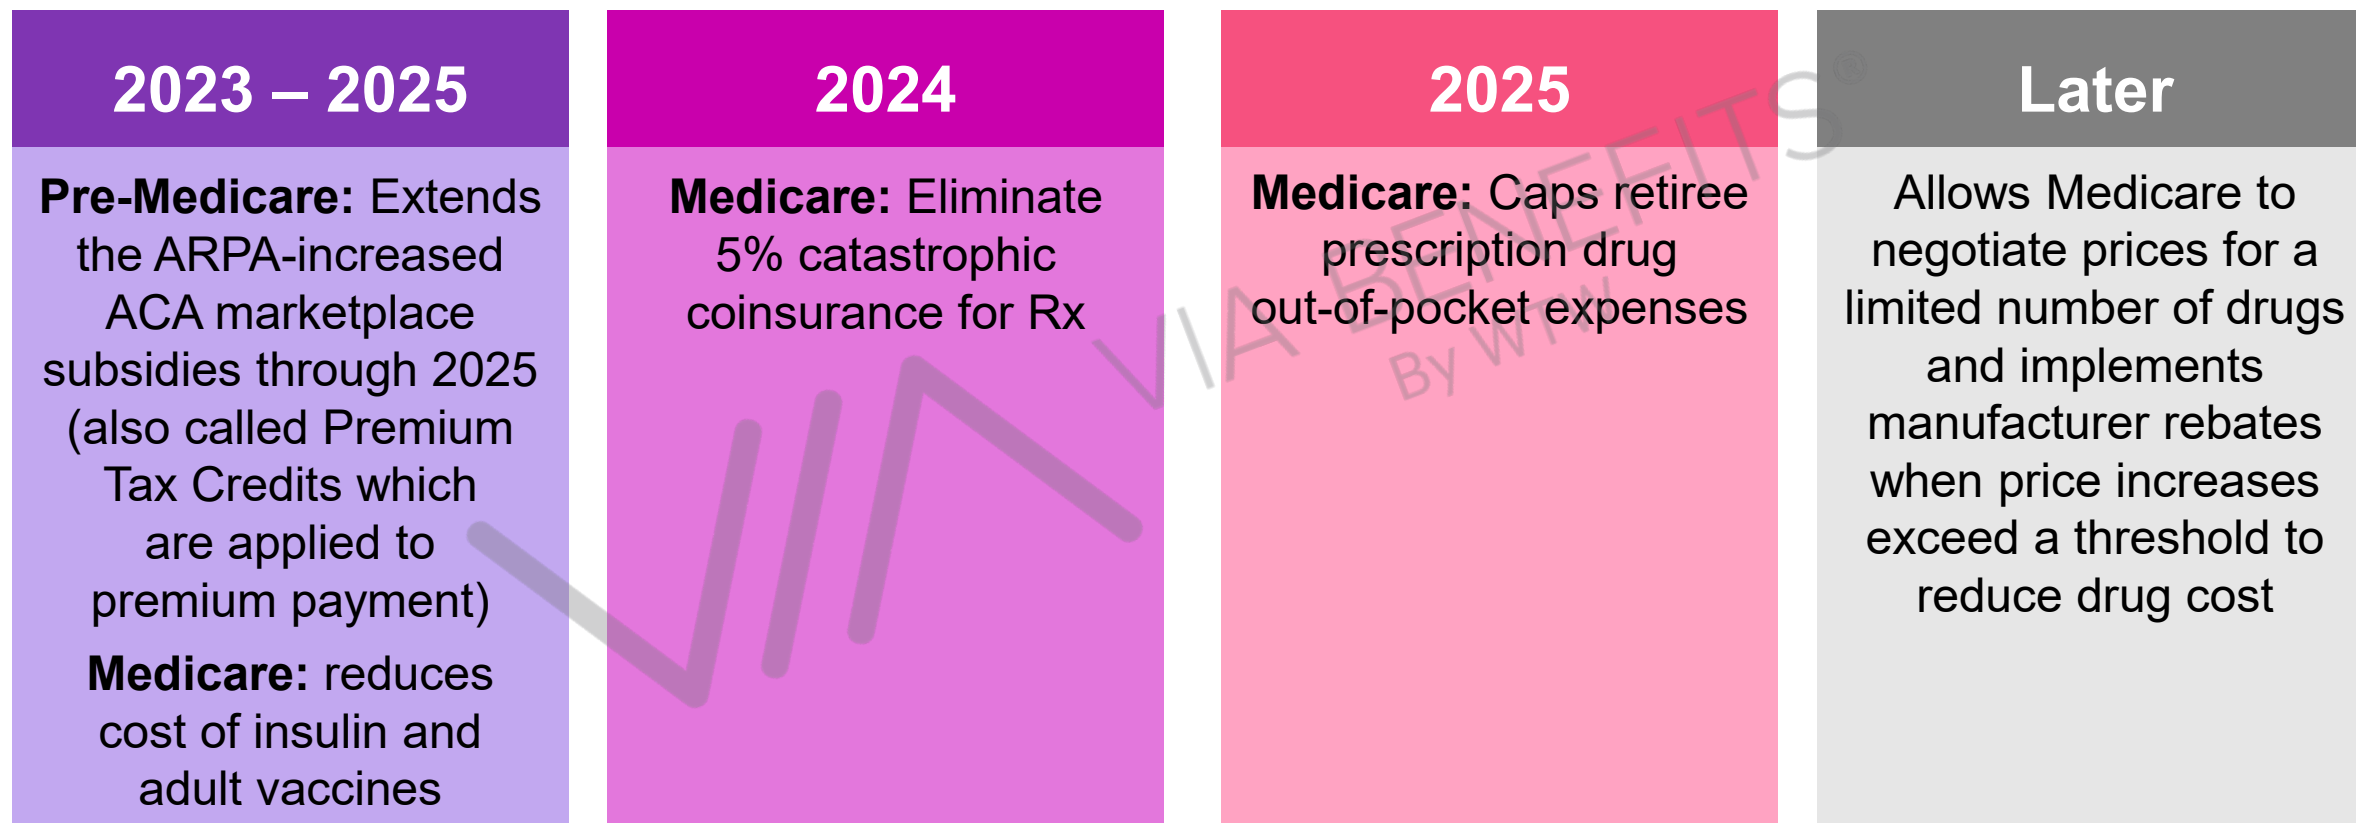 2023 – 2025
Pre-Medicare: Extends
the ARPA-increased
ACA marketplace
subsidies through 2025
(also called Premium
Tax Credits which
are applied to
premium payment)
Medicare: reduces
cost of insulin and
adult vaccines
2024
Medicare: Eliminate
5% catastrophic
coinsurance for Rx
2025
Medicare: Caps retiree
prescription drug
out-of-pocket expenses
Later
Allows Medicare to
negotiate prices for a
limited number of drugs
and implements
manufacturer rebates
when price increases
exceed a threshold to
reduce drug cost
VIA
VIA BENEFITS®
By WTW